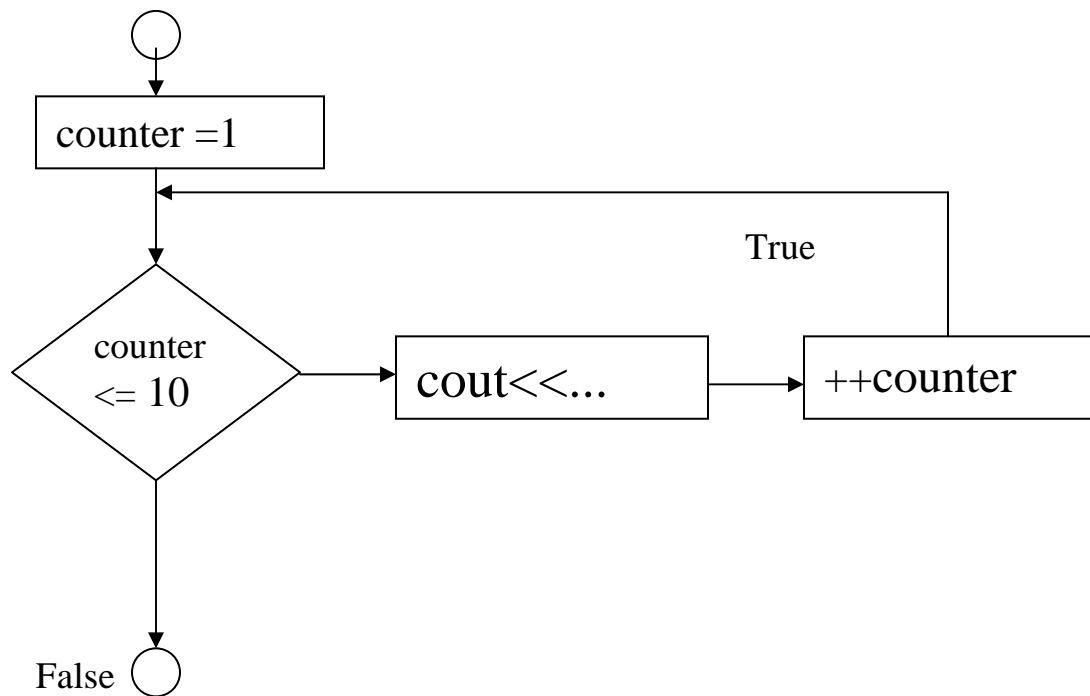 counter =1
True
counter
<= 10
cout<<...
++counter
False